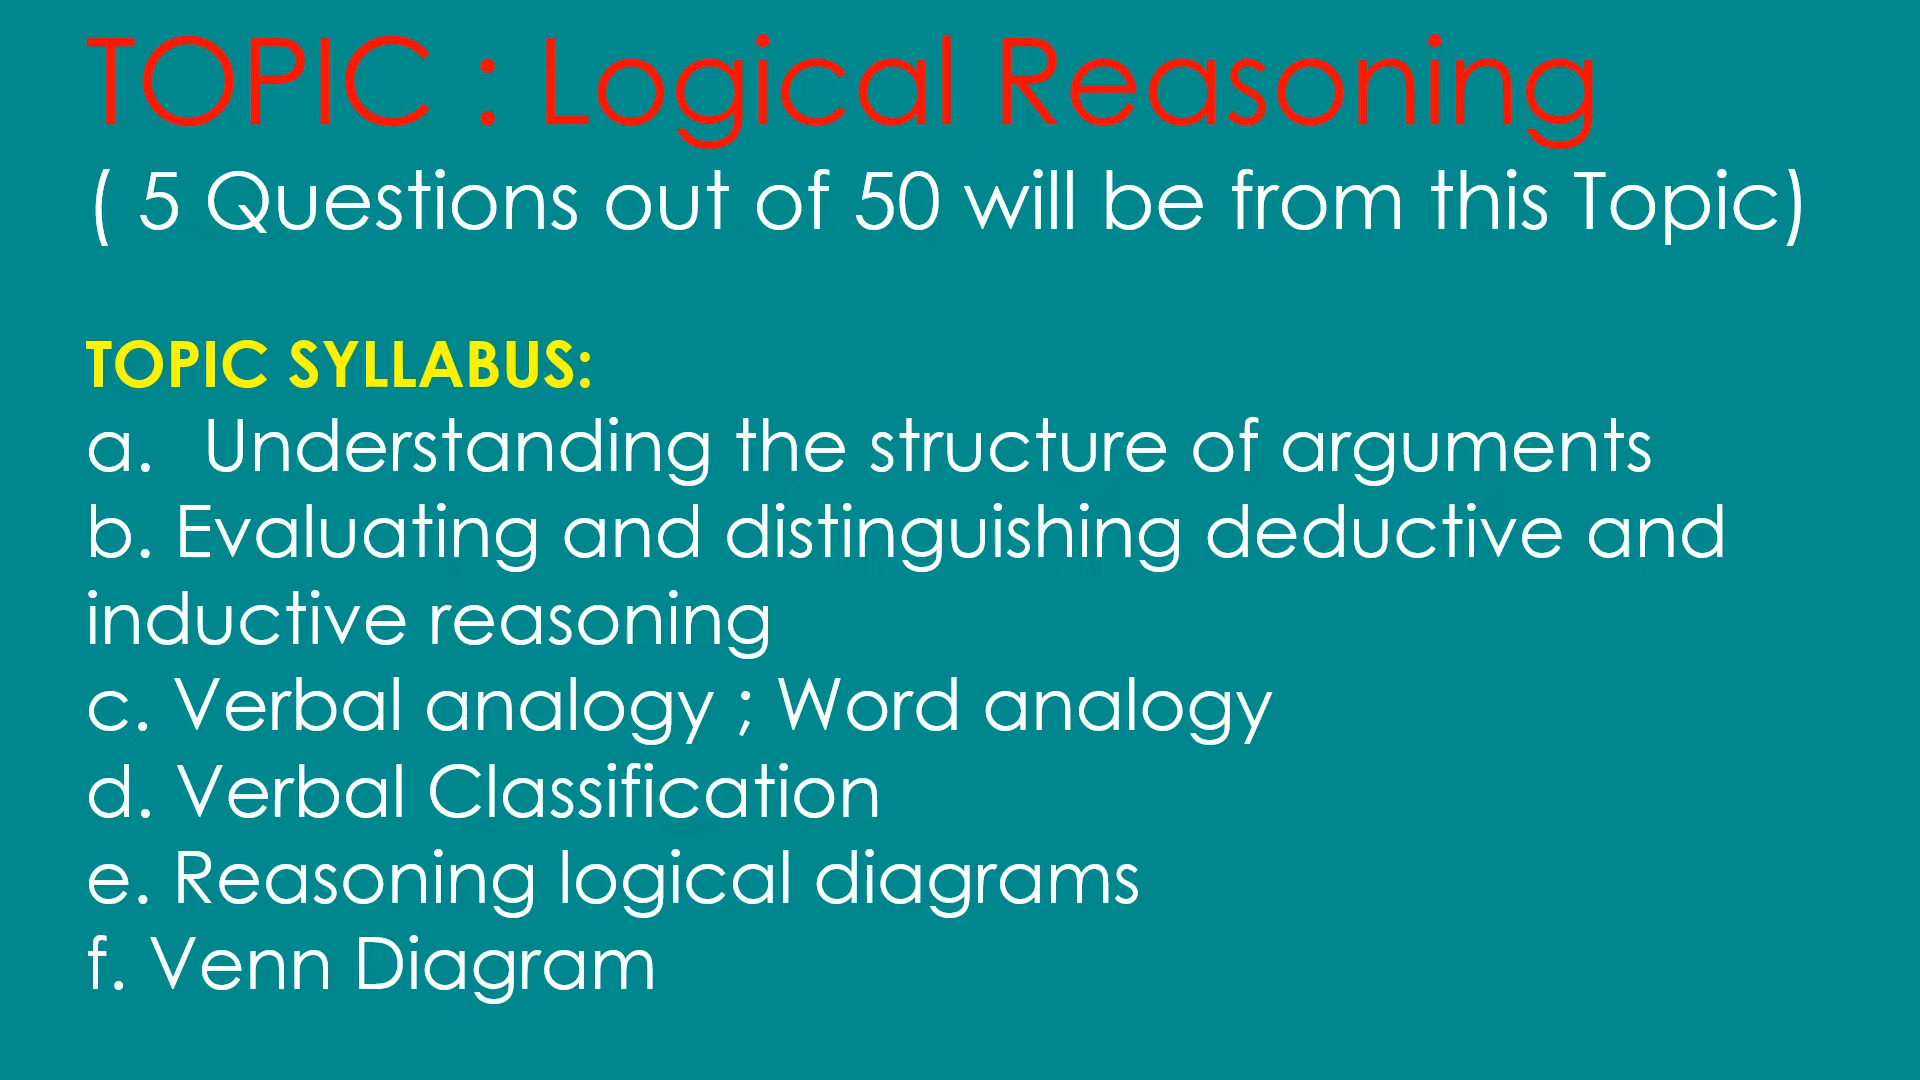 TOPIC : Logical Reasoning
( 5 Questions out of 50 will be from this Topic)
TOPIC SYLLABUS:
a. Understanding the structure of arguments
b. Evaluating and distinguishing deductive and
inductive reasoning
c. Verbal analogy ; Word analogy
d. Verbal Classification
e. Reasoning logical diagrams
f. Venn Diagram